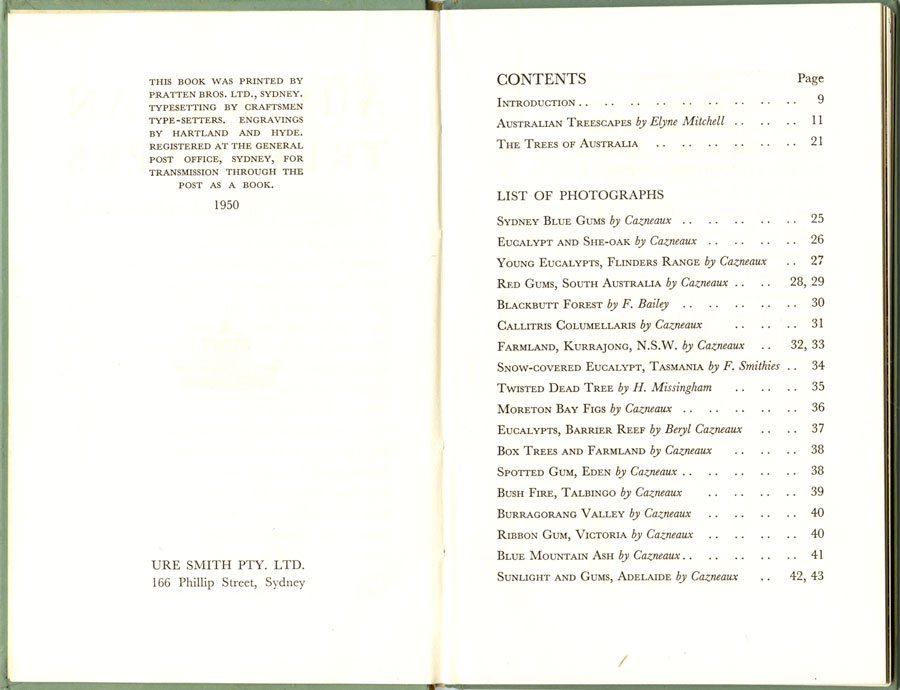 THIS BOOK WAS PRINTED BY
PRATTEN BROS. LTD., SYDNEY.
TYPESETTING BY CRAFTSMEN
TYPE-SETTERS. ENGRAVINGS
BY HARTLAND AND HYDE.
REGISTERED AT THE GENERAL
POST OFFICE, SYDNEY, FOR
TRANSMISSION THROUGH THE
POST AS A BOOK.
1950
URE SMITH PTY. LTD.
166 Phillip Street, Sydney
CONTENTS Page
Introduction .. .. .. .. .. .. .. .. .. 9
Australian Treescapes by Elyne Mitchell .. .. .. 11
The Trees of Australia .. .. .. .. .. .. 21
LIST OF PHOTOGRAPHS
Sydney Blue Gums by Cazneaux .. .. .. .. .. 25
Eucalypt and She-oak by Cazneaux .. .. .. .. 26
Young Eucalypts, Flinders Range by Cazneaux .. 27
Red Gums, South Australia by Cazneaux .. .. 28, 29
Blackbutt Forest by F. Bailey .. .. .. .. .. 30
Callitris Columellaris by Cazneaux .. .. .. 31
Farmland, Kurrajong, N.S.W. by Cazneaux .. 32, 33
Snow-covered Eucalypt, Tasmania by F. Smithies .. 34
Twisted Dead Tree by H. Missingham .. .. .. 35
Moreton Bay Figs by Cazneaux .. .. .. .. .. 36
Eucalypts, Barrier Reef by Beryl Cazneaux .. .. 37
Box Trees and Farmland by Cazneaux .. .. .. 38
Spotted Gum, Eden by Cazneaux .. .. .. .. .. 38
Bush Fire, Talbingo by Cazneaux .. .. .. .. 39
Burragorang Valley by Cazneaux .. .. .. .. 40
Ribbon Gum, Victoria by Cazneaux .. .. .. .. 40
Blue Mountain Ash by Cazneaux .. .. .. .. .. 41
Sunlight and Gums, Adelaide by Cazneaux .. 42, 43